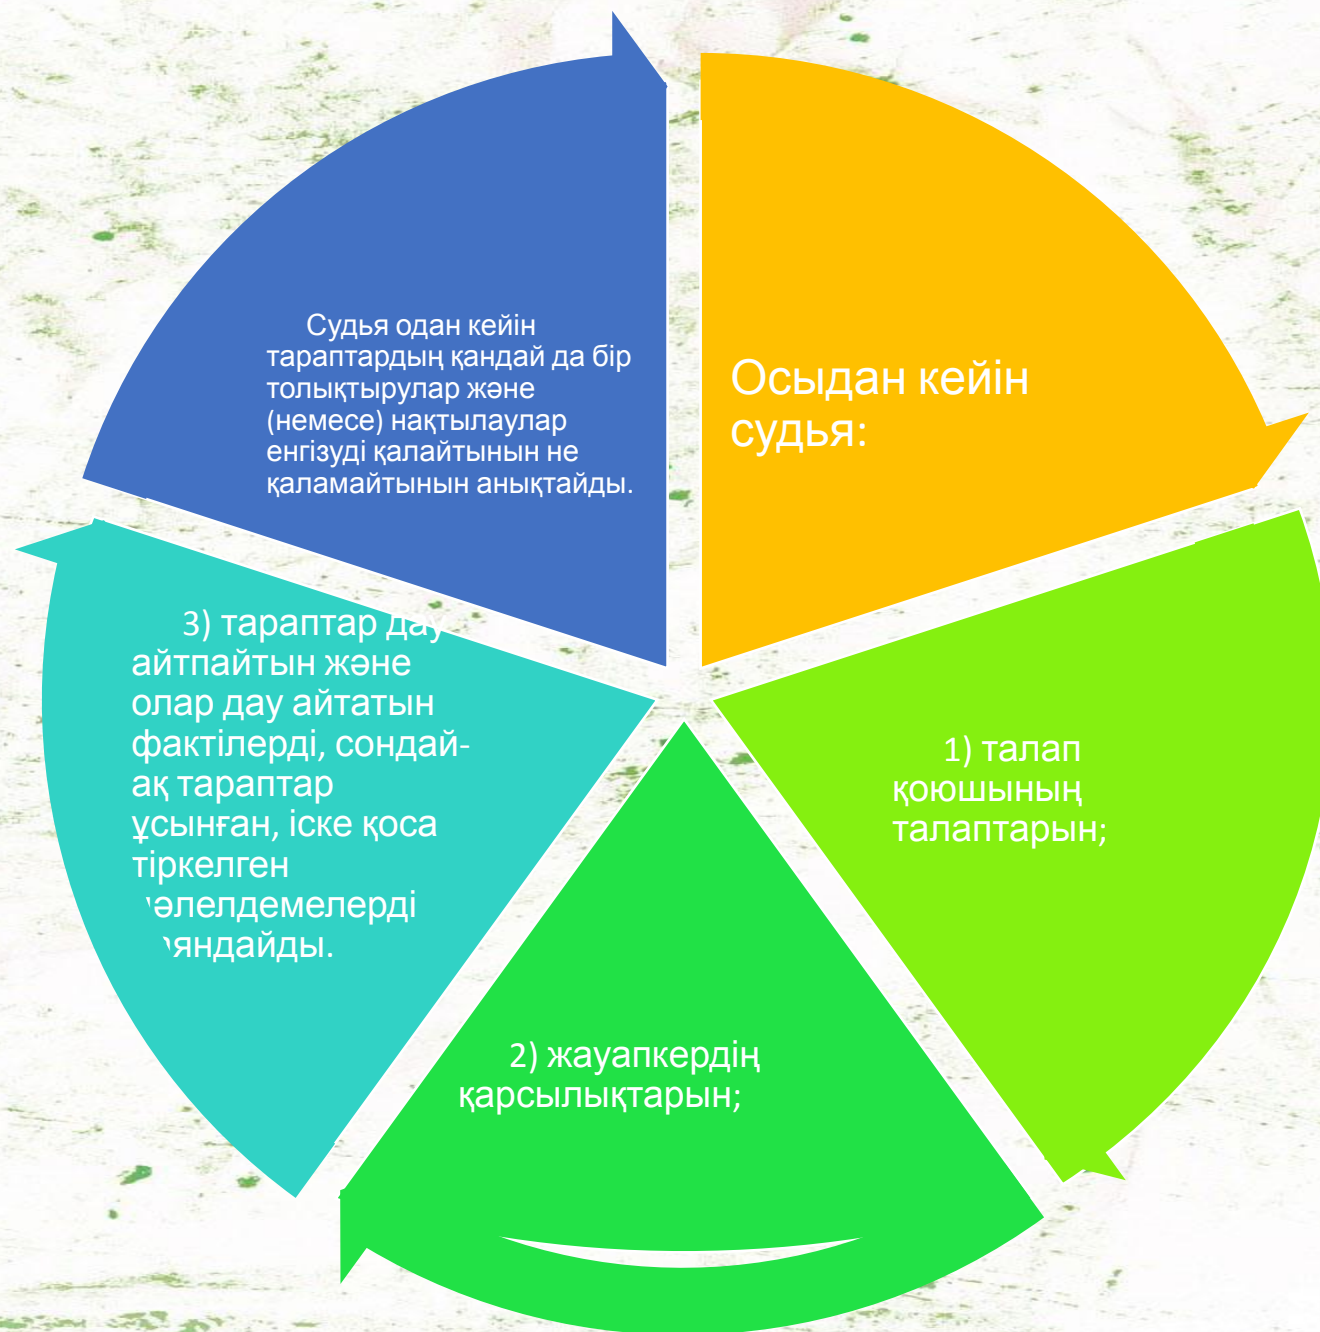 Осыдан кейін
судья:
1) талап
қоюшының
талаптарын;
2) жауапкердің
қарсылықтарын;
3) тараптар дау
айтпайтын және
олар дау айтатын
фактілерді, сондай-
ақ тараптар
ұсынған, іске қоса
тіркелген
Судья одан кейін
тараптардың қандай да бір
толықтырулар және
(немесе) нақтылаулар
енгізуді қалайтынын не
қаламайтынын анықтайды.